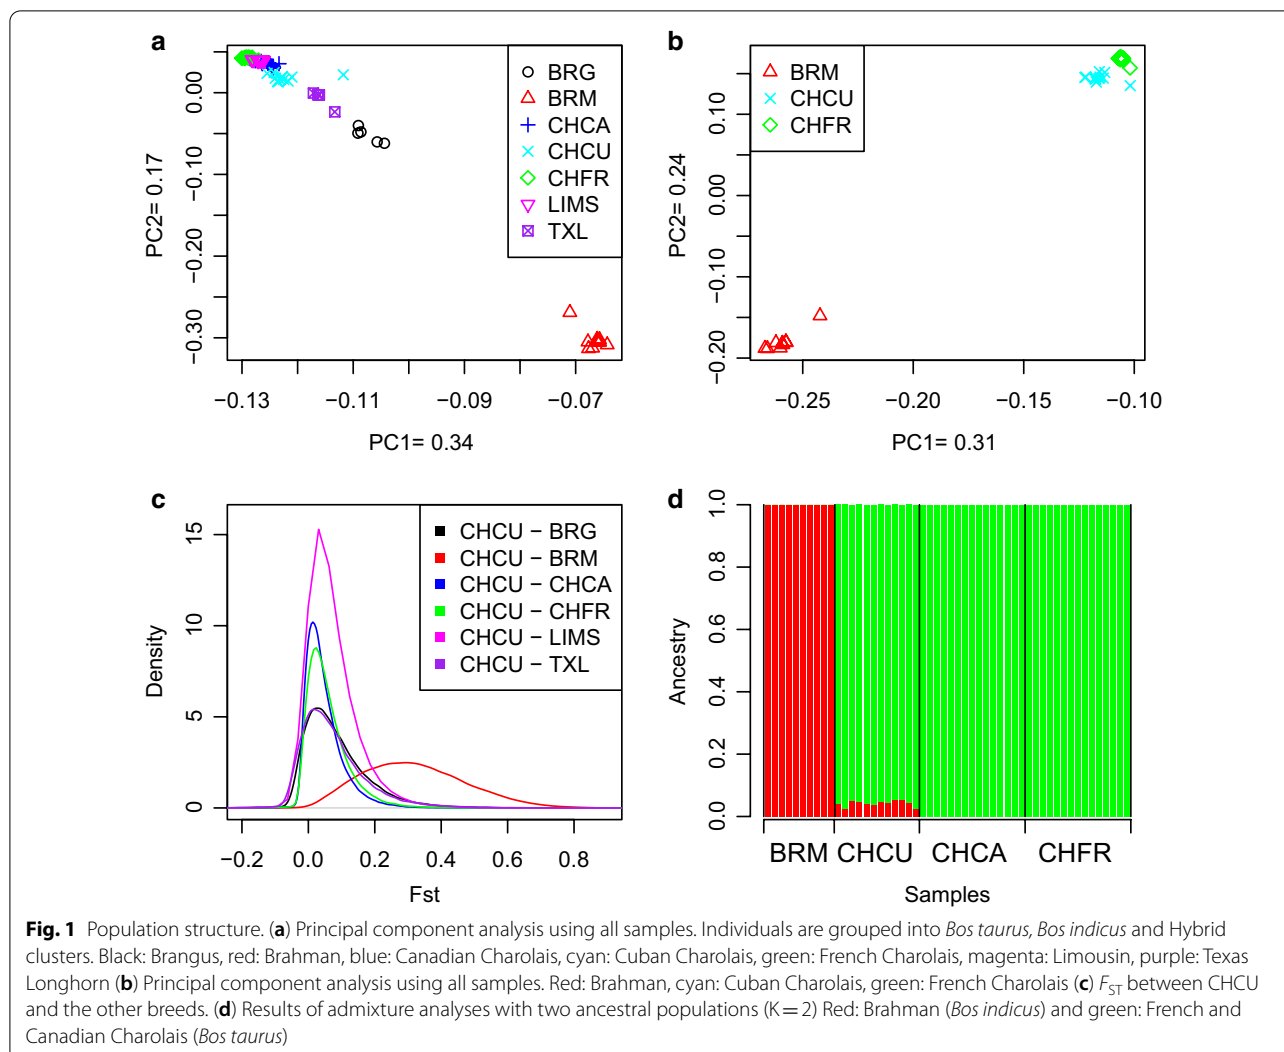 a
0.00
−0.10
−0.20
−0.30
PC2= 0.17
−0.13
−0.11
−0.09
−0.07
PC1= 0.34
BRG
BRM
CHCA
CHCU
CHFR
LIMS
TXL
b
0.10
0.00
−0.10
−0.20
PC2= 0.24
−0.25
−0.20
−0.15
−0.10
PC1= 0.31
BRM
CHCU
CHFR
c
15
10
5
0
Density
−0.2
0.0
0.2
0.4
0.6
0.8
Fst
CHCU − BRG
CHCU − BRM
CHCU − CHCA
CHCU − CHFR
CHCU − LIMS
CHCU − TXL
d
1.0
0.8
0.6
0.4
0.2
0.0
Ancestry
BRM
CHCU
CHCA
CHFR
Samples
Fig. 1 Population structure. (a) Principal component analysis using all samples. Individuals are grouped into Bos taurus, Bos indicus and Hybrid
clusters. Black: Brangus, red: Brahman, blue: Canadian Charolais, cyan: Cuban Charolais, green: French Charolais, magenta: Limousin, purple: Texas
Longhorn (b) Principal component analysis using all samples. Red: Brahman, cyan: Cuban Charolais, green: French Charolais (c) FST between CHCU
and the other breeds. (d) Results of admixture analyses with two ancestral populations (K=2) Red: Brahman (Bos indicus) and green: French and
Canadian Charolais (Bos taurus)